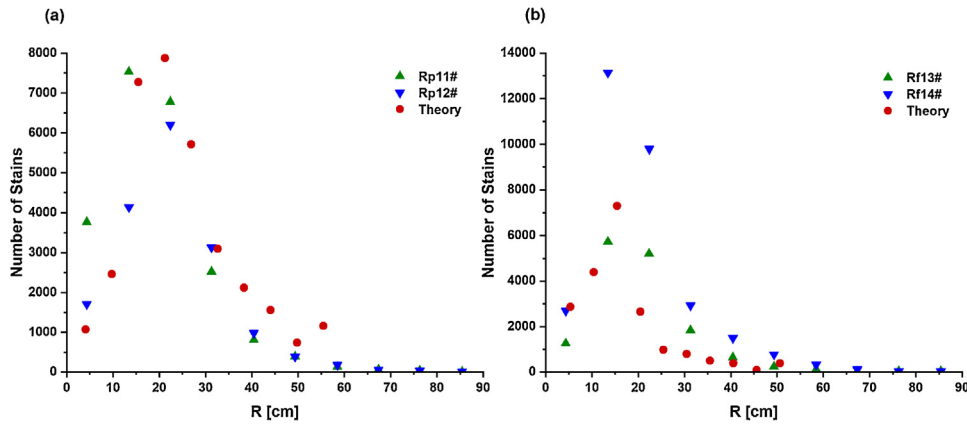 (a)
8000
7000
6000
5000
4000
3000
2000
1000
0
Number of Stains
0 10 20 30 40 50 60 70 80 90
R [cm]
Rp11#
Rp12#
Theory
(b)
14000
12000
10000
8000
6000
4000
2000
0
Number of Stains
0 10 20 30 40 50 60 70 80 90
R [cm]
Rf13#
Rf14#
Theory